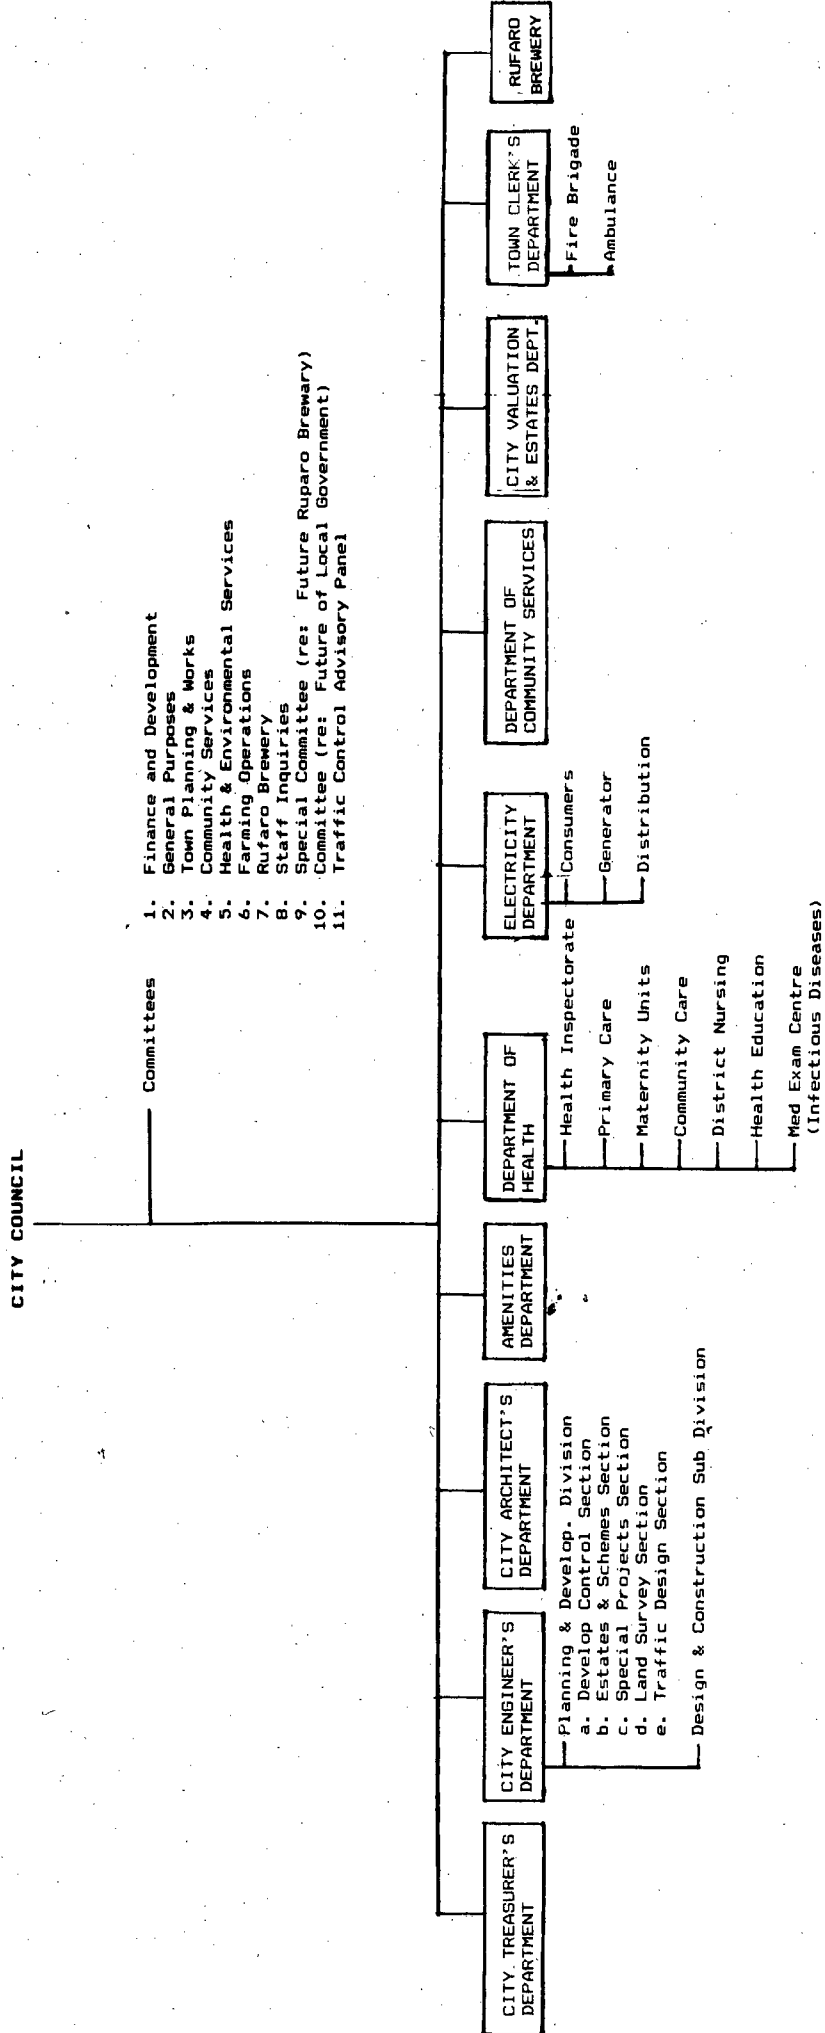 CITY COUNCIL
Committees
1. Finance and Development
2. General Purposes
3. Town Planning & Works
4. Community Services
5. Health & Environmental Services
6. Farming Operations
7. Rufaro Brewery
8. Staff Inquiries
9. Special Committee (re: Future Ruparo Brewary)
10. Committee (re: Future of Local Government)
11. Traffic Control Advisory Panel
CITY TREASURER'S
DEPARTMENT
CITY ENGINEER'S
DEPARTMENT
Planning & Develop. Division
a. Develop Control Section
b. Estates & Schemes Section
c. Special Projects Section
d. Land Survey Section
e. Traffic Design Section
Design & Construction Sub Division
CITY ARCHITECT'S
DEPARTMENT
AMENITIES
DEPARTMENT
DEPARTMENT OF
HEALTH
Health Inspectorate
Primary Care
Maternity Units
Community Care
District Nursing
Health Education
Med Exam Centre
(Infectious Diseases)
ELECTRICITY
DEPARTMENT
Consumers
Generator
Distribution
DEPARTMENT OF
COMMUNITY SERVICES
CITY VALUATION
& ESTATES DEPT.
TOWN CLERK'S
DEPARTMENT
Fire Brigade
Ambulance
RUFARO
BREWERY